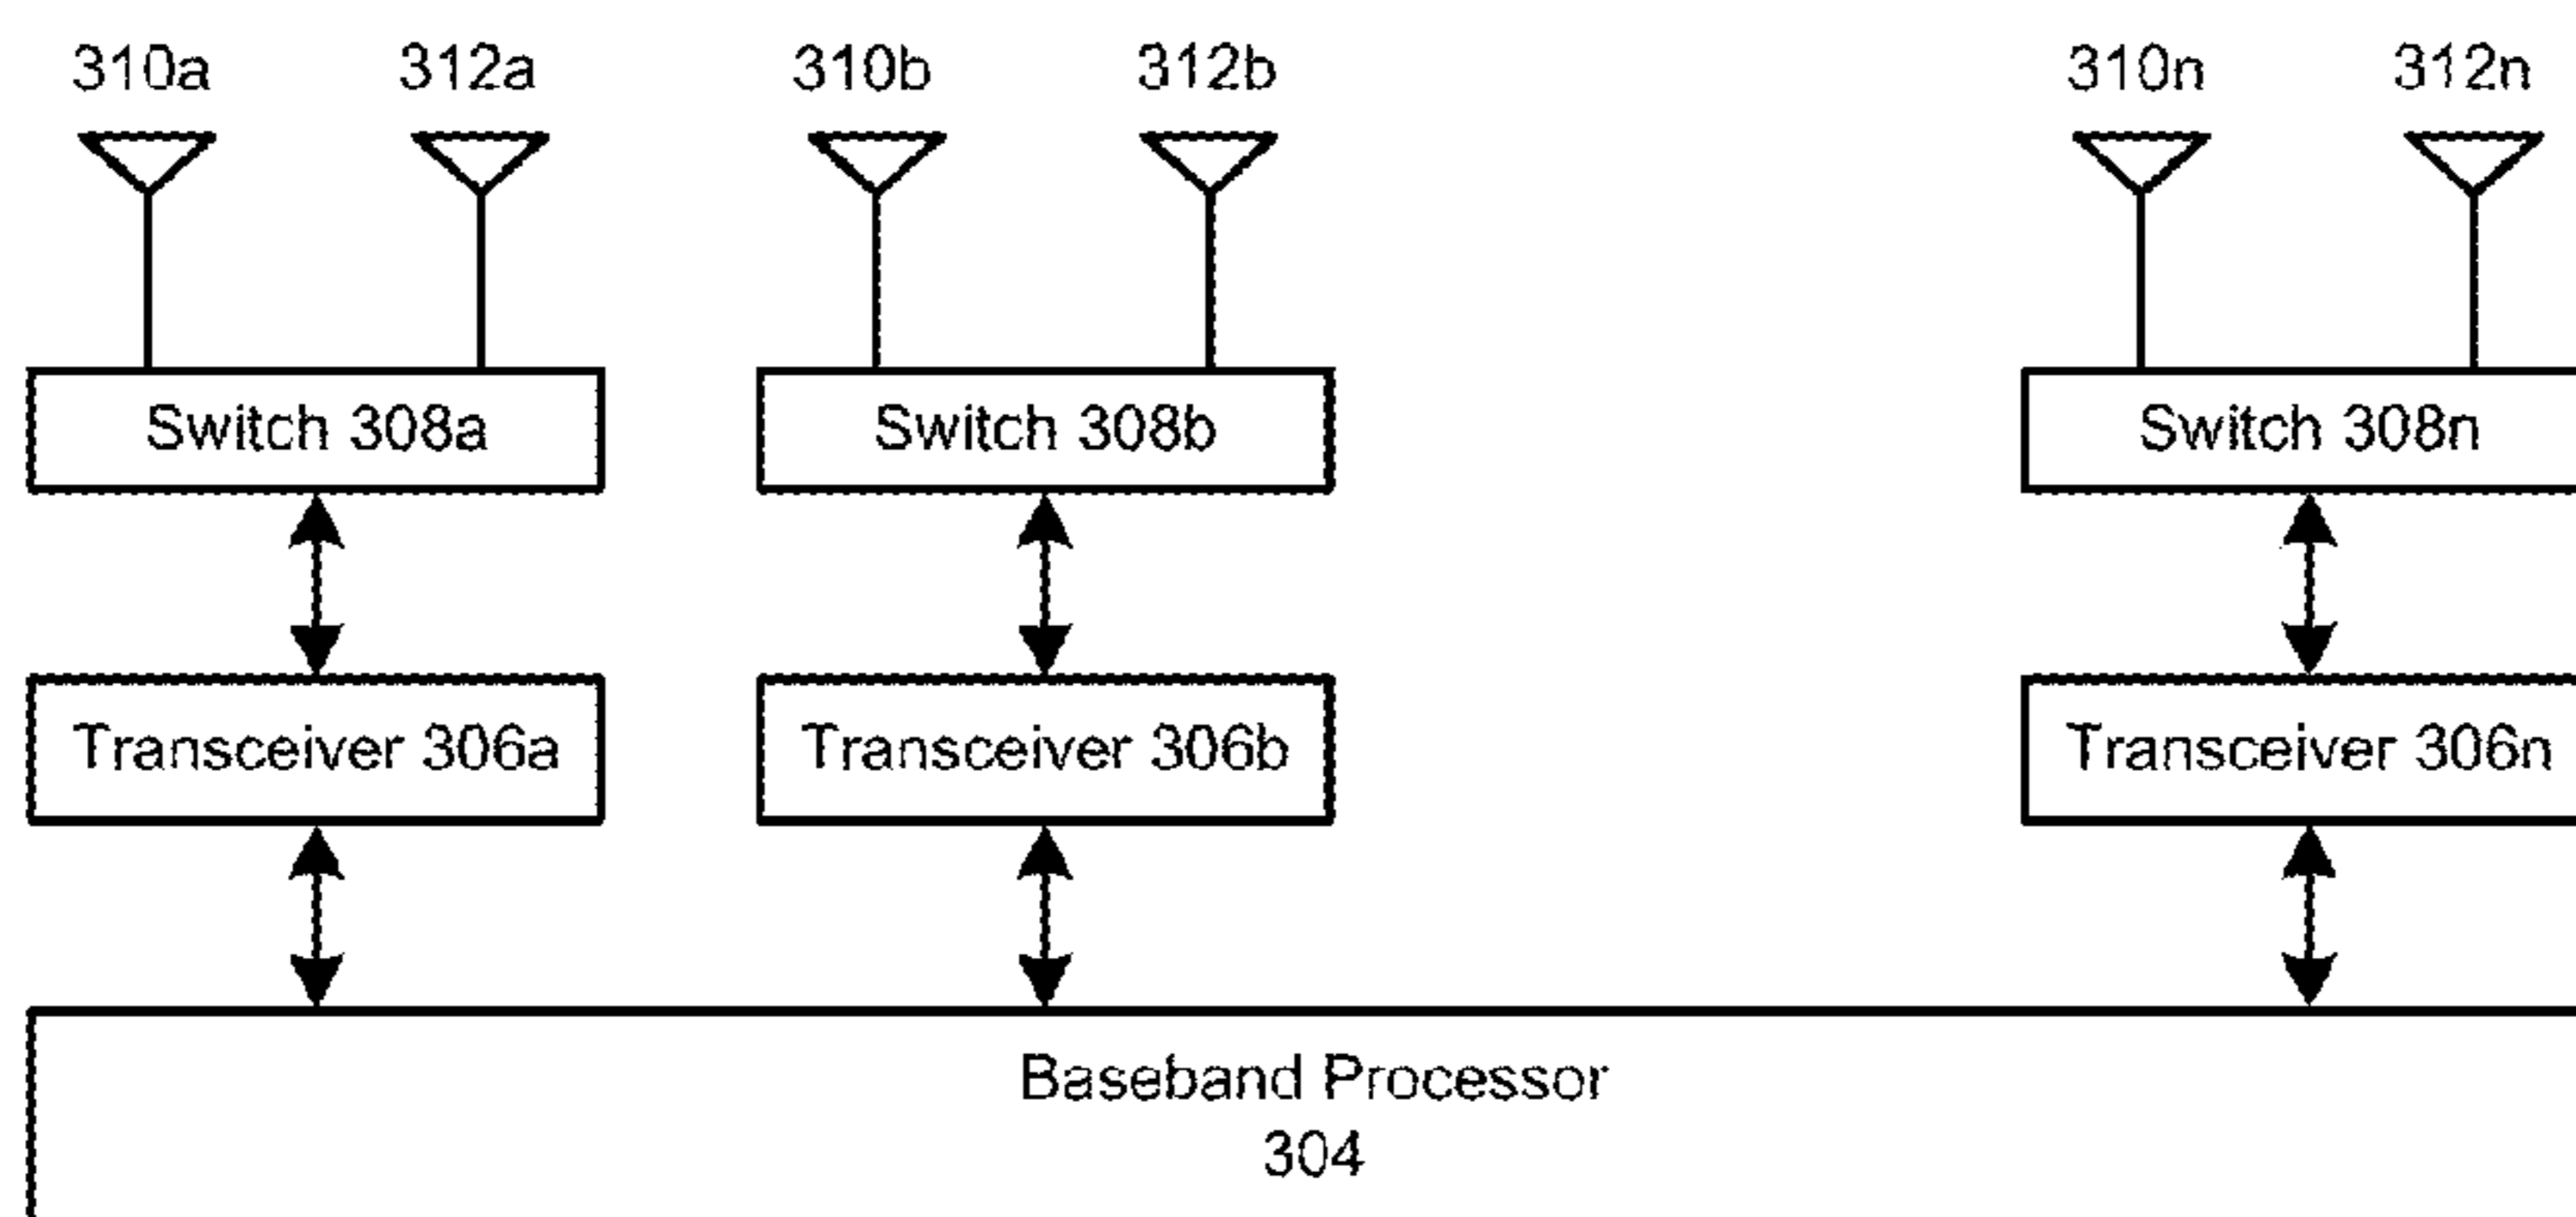 310a 312a 310b 312b 310n 312n
Switch 308a Switch 308b Switch 308n
Transceiver 306a Transceiver 306b Transceiver 306n
Baseband Processor
304